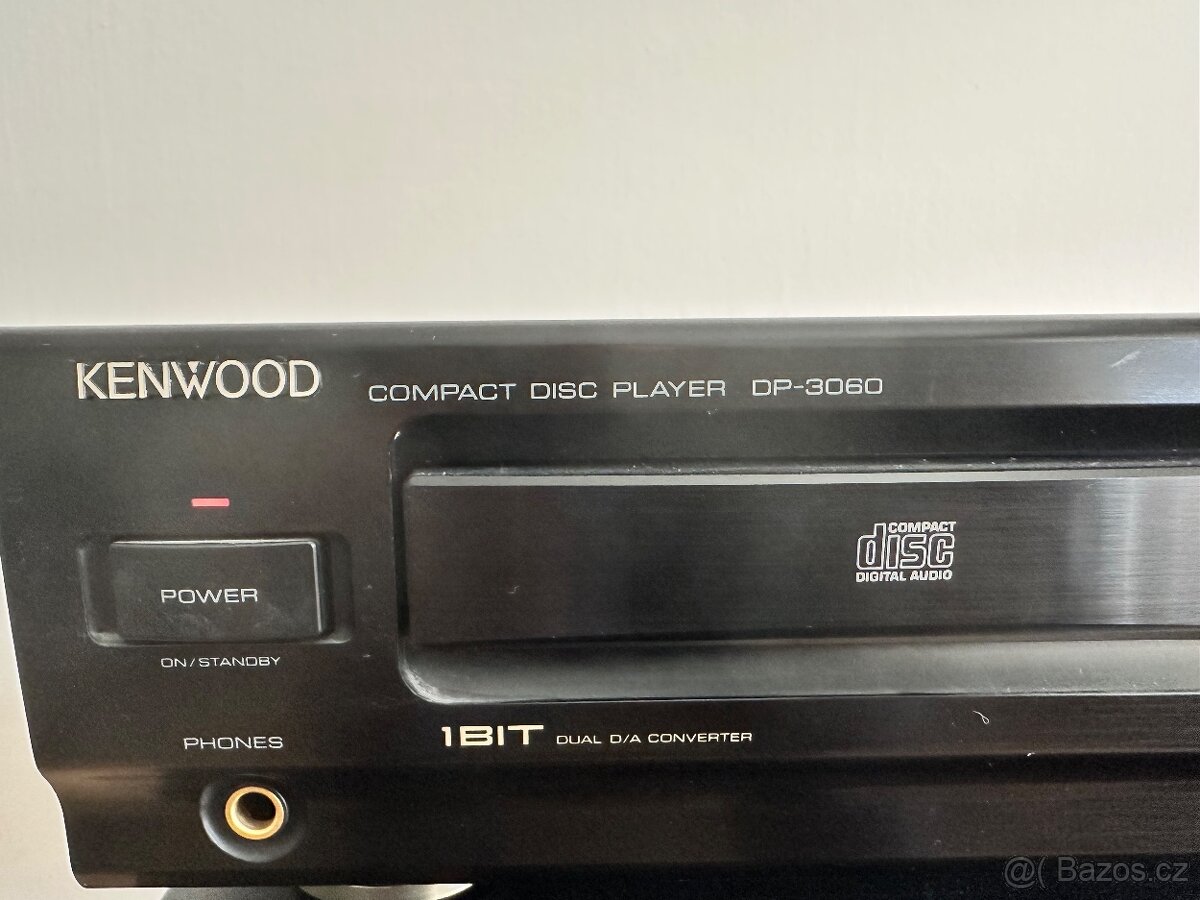 KENWOOD COMPACT DISC PLAYER DP-3060
COMPACT
disc
DIGITAL AUDIO
POWER
ON/STANDBY
1BIT DUAL D/A CONVERTER
PHONES
@( Bazos.cz